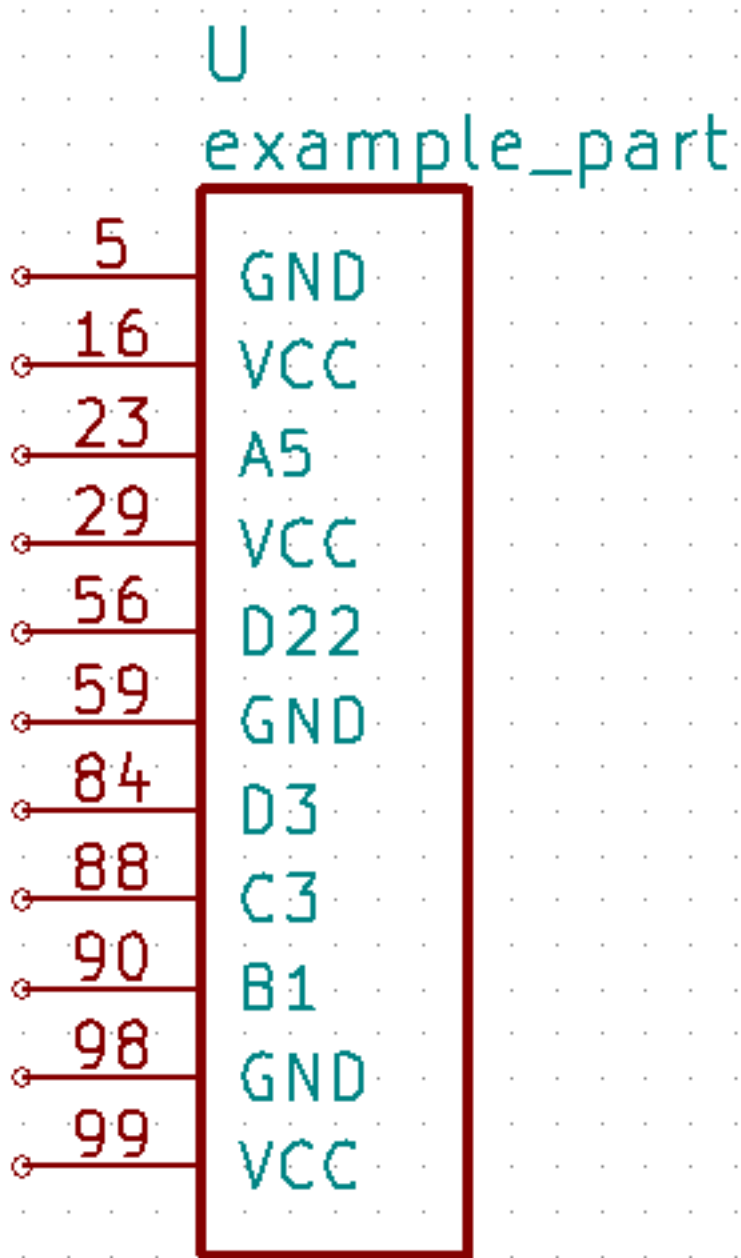 U
example_part
5 GND
16 VCC
23 A5
29 VCC
56 D22
59 GND
84 D3
88 C3
90 B1
98 GND
99 VCC